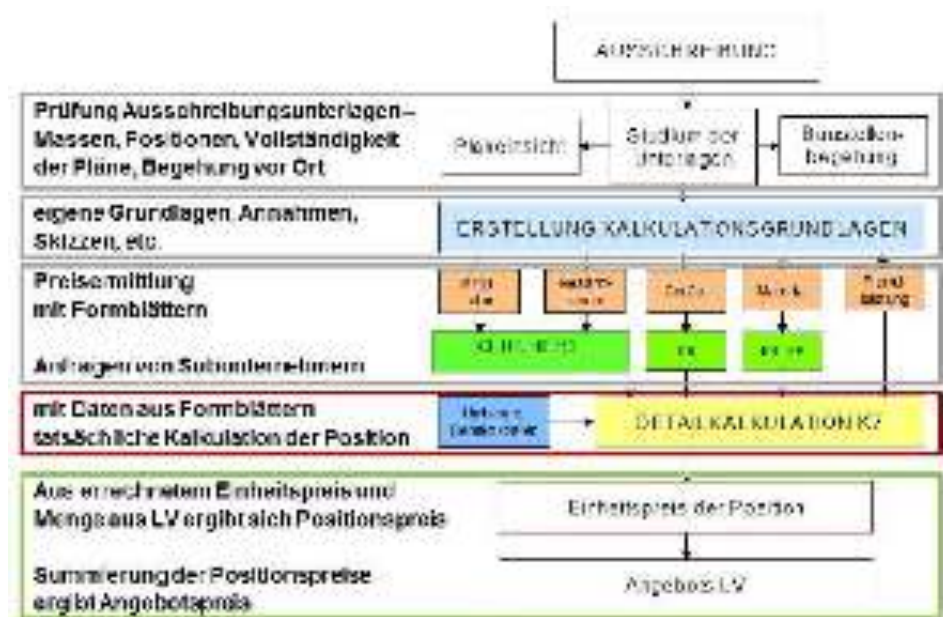 AUSSCHREIBUNG
Prüfung Ausschreibungsunterlagen–
Massen, Positionen, Vollständigkeit
der Pläne, Begehung vor Ort
Planeinsicht
Studium der
Unterlagen
Baustellen-
begehung
eigene Grundlagen, Annahmen,
Skizzen, etc.
ERSTELLUNG KALKULATIONSGRUNDLAGEN
Preisermittlung
mit Formblättern
Anfragen von Subunternehmern
mit Daten aus Formblättern
tatsächliche Kalkulation der Position
DETAILKALKULATION K7
Aus errechnetem Einheitspreis und
Menge aus LV ergibt sich Positionspreis
Einheitspreis der Position
Summierung der Positionspreise
ergibt Angebotspreis
Angebots LV